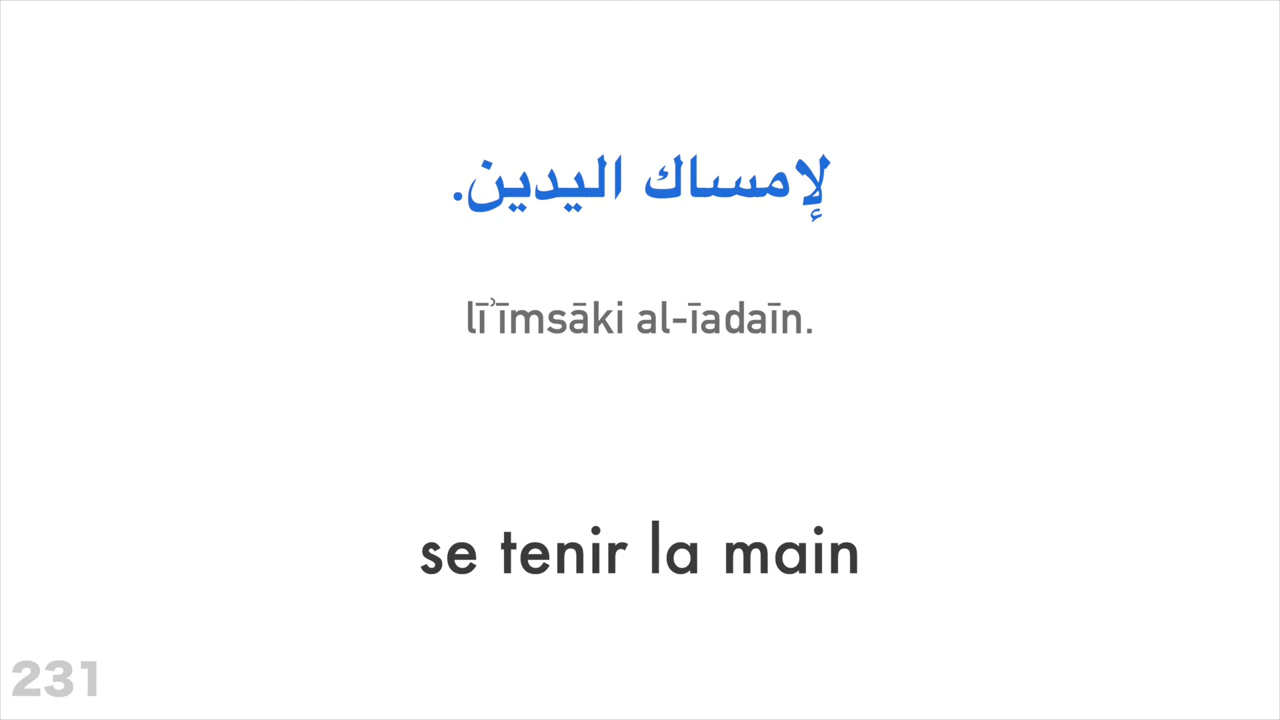 لإمساك اليدين.
līʾīmsāki al-īadaīn.
se tenir la main
231